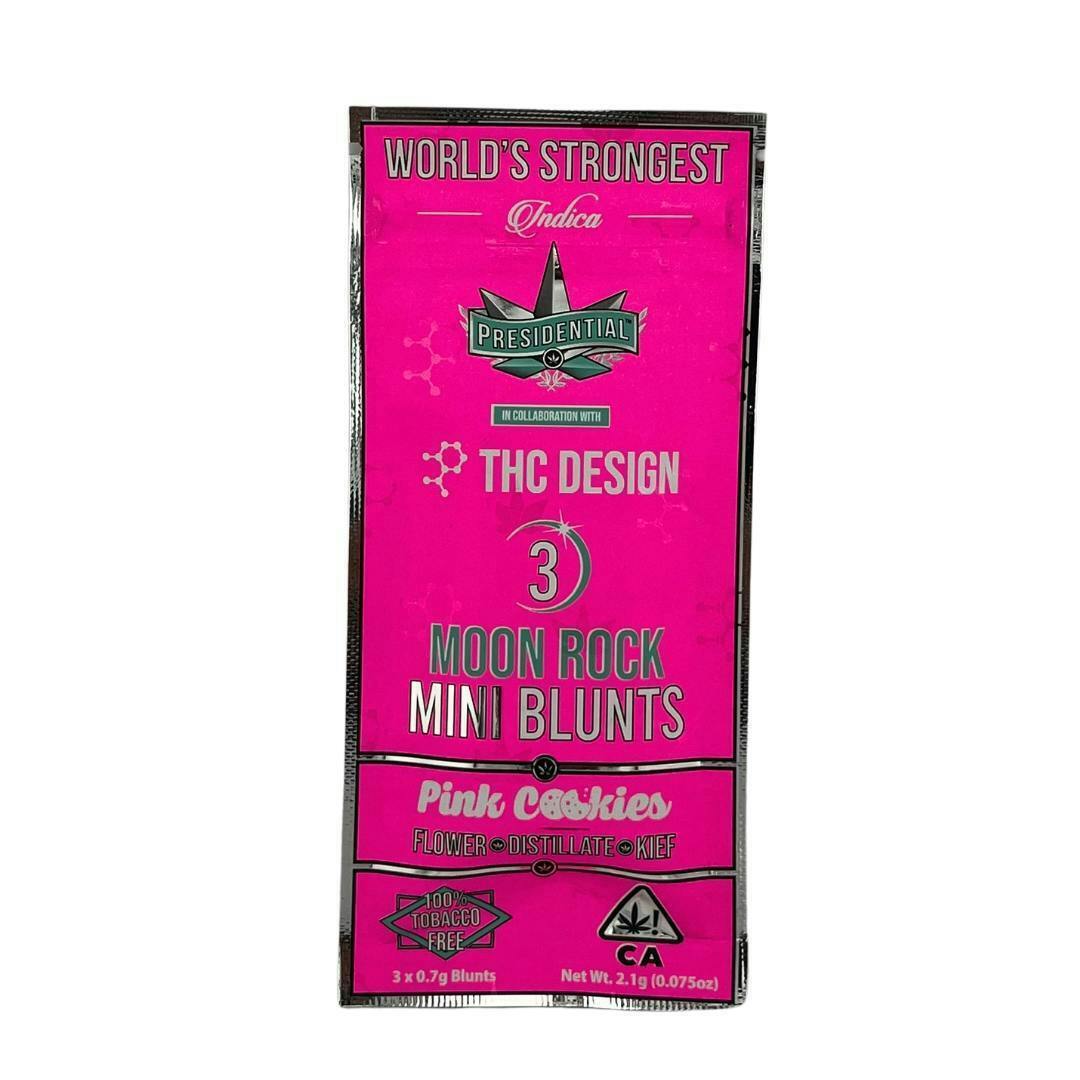 WORLD'S STRONGEST
Indica
PRESIDENTIAL™
IN COLLABORATION WITH
THC DESIGN
3
MOON ROCK
MINI BLUNTS
Pink Cookies
FLOWER DISTILLATE KIEF
100%
TOBACCO
FREE
!
CA
3 x 0.7g Blunts
Net Wt. 2.1g (0.075oz)